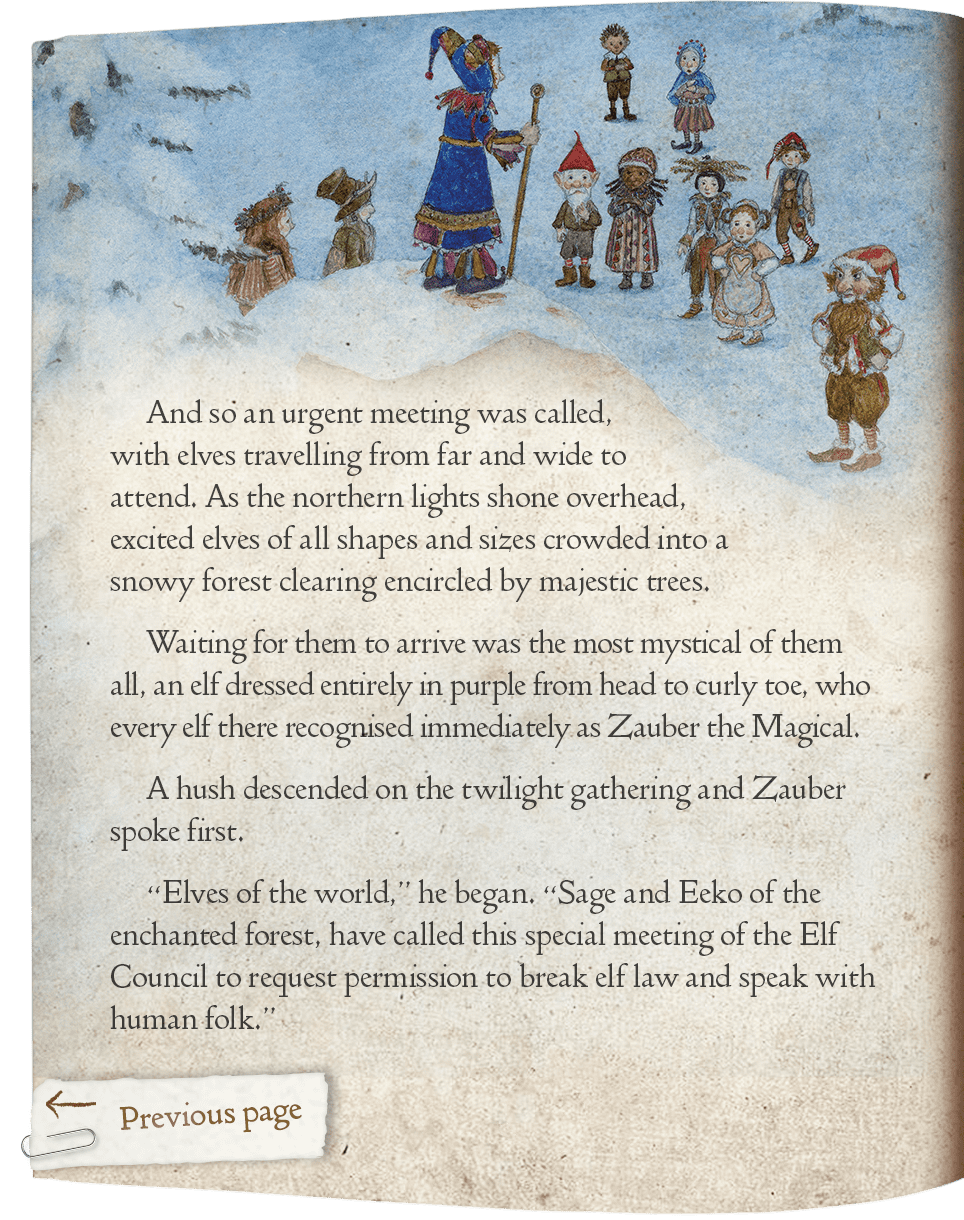 And so an urgent meeting was called,
with elves travelling from far and wide to
attend. As the northern lights shone overhead,
excited elves of all shapes and sizes crowded into a
snowy forest clearing encircled by majestic trees.
Waiting for them to arrive was the most mystical of them
all, an elf dressed entirely in purple from head to curly toe, who
every elf there recognised immediately as Zauber the Magical.
A hush descended on the twilight gathering and Zauber
spoke first.
“Elves of the world,” he began. “Sage and Eeko of the
enchanted forest, have called this special meeting of the Elf
Council to request permission to break elf law and speak with
human folk.”
← Previous page